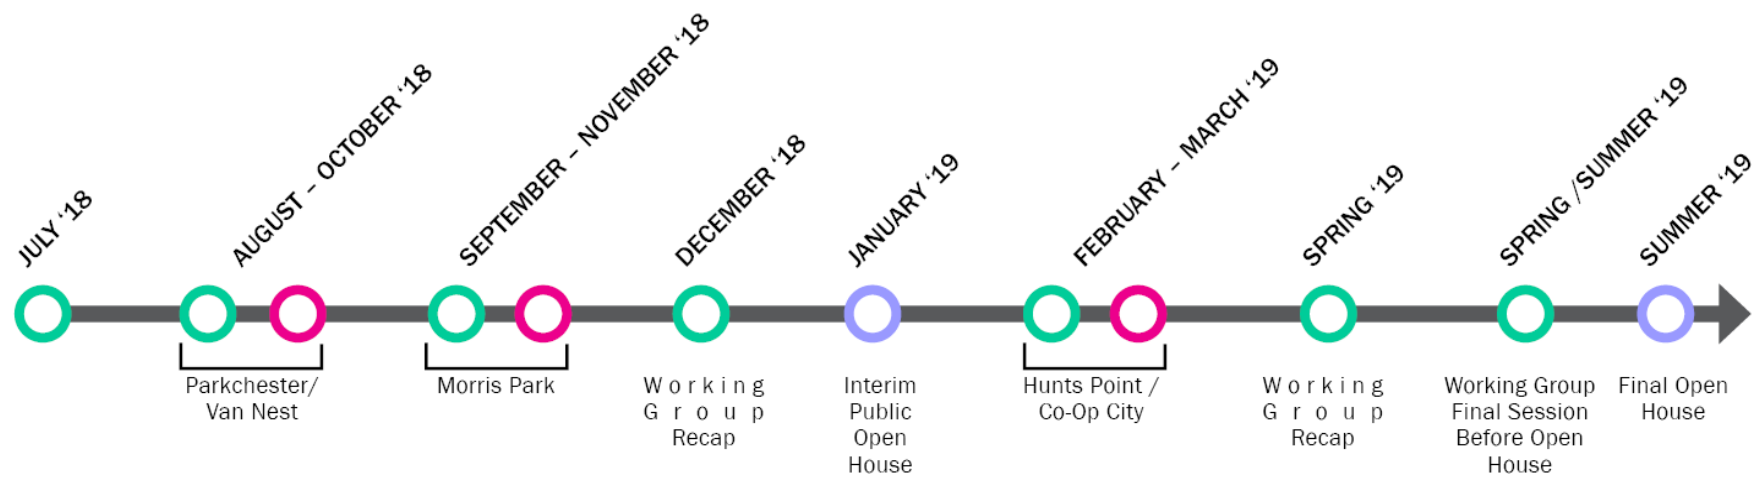 JULY ‘18
AUGUST – OCTOBER ‘18
SEPTEMBER – NOVEMBER ‘18
DECEMBER ‘18
JANUARY ‘19
FEBRUARY – MARCH ‘19
SPRING ‘19
SPRING /SUMMER ‘19
SUMMER ‘19
Parkchester/
Van Nest
Morris Park
Working
Group
Recap
Interim
Public
Open
House
Hunts Point /
Co-Op City
Working
Group
Recap
Working Group
Final Session
Before Open
House
Final Open
House